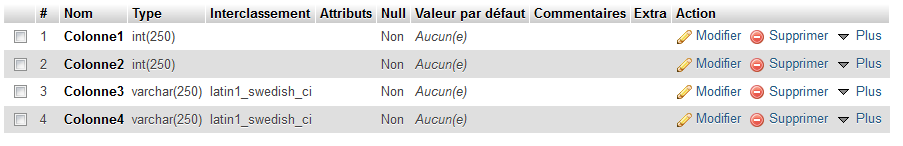 # Nom Type Interclassement Attributs Null Valeur par défaut Commentaires Extra Action
1 Colonne1 int(250) Non Aucun(e) Modifier Supprimer Plus
2 Colonne2 int(250) Non Aucun(e) Modifier Supprimer Plus
3 Colonne3 varchar(250) latin1_swedish_ci Non Aucun(e) Modifier Supprimer Plus
4 Colonne4 varchar(250) latin1_swedish_ci Non Aucun(e) Modifier Supprimer Plus